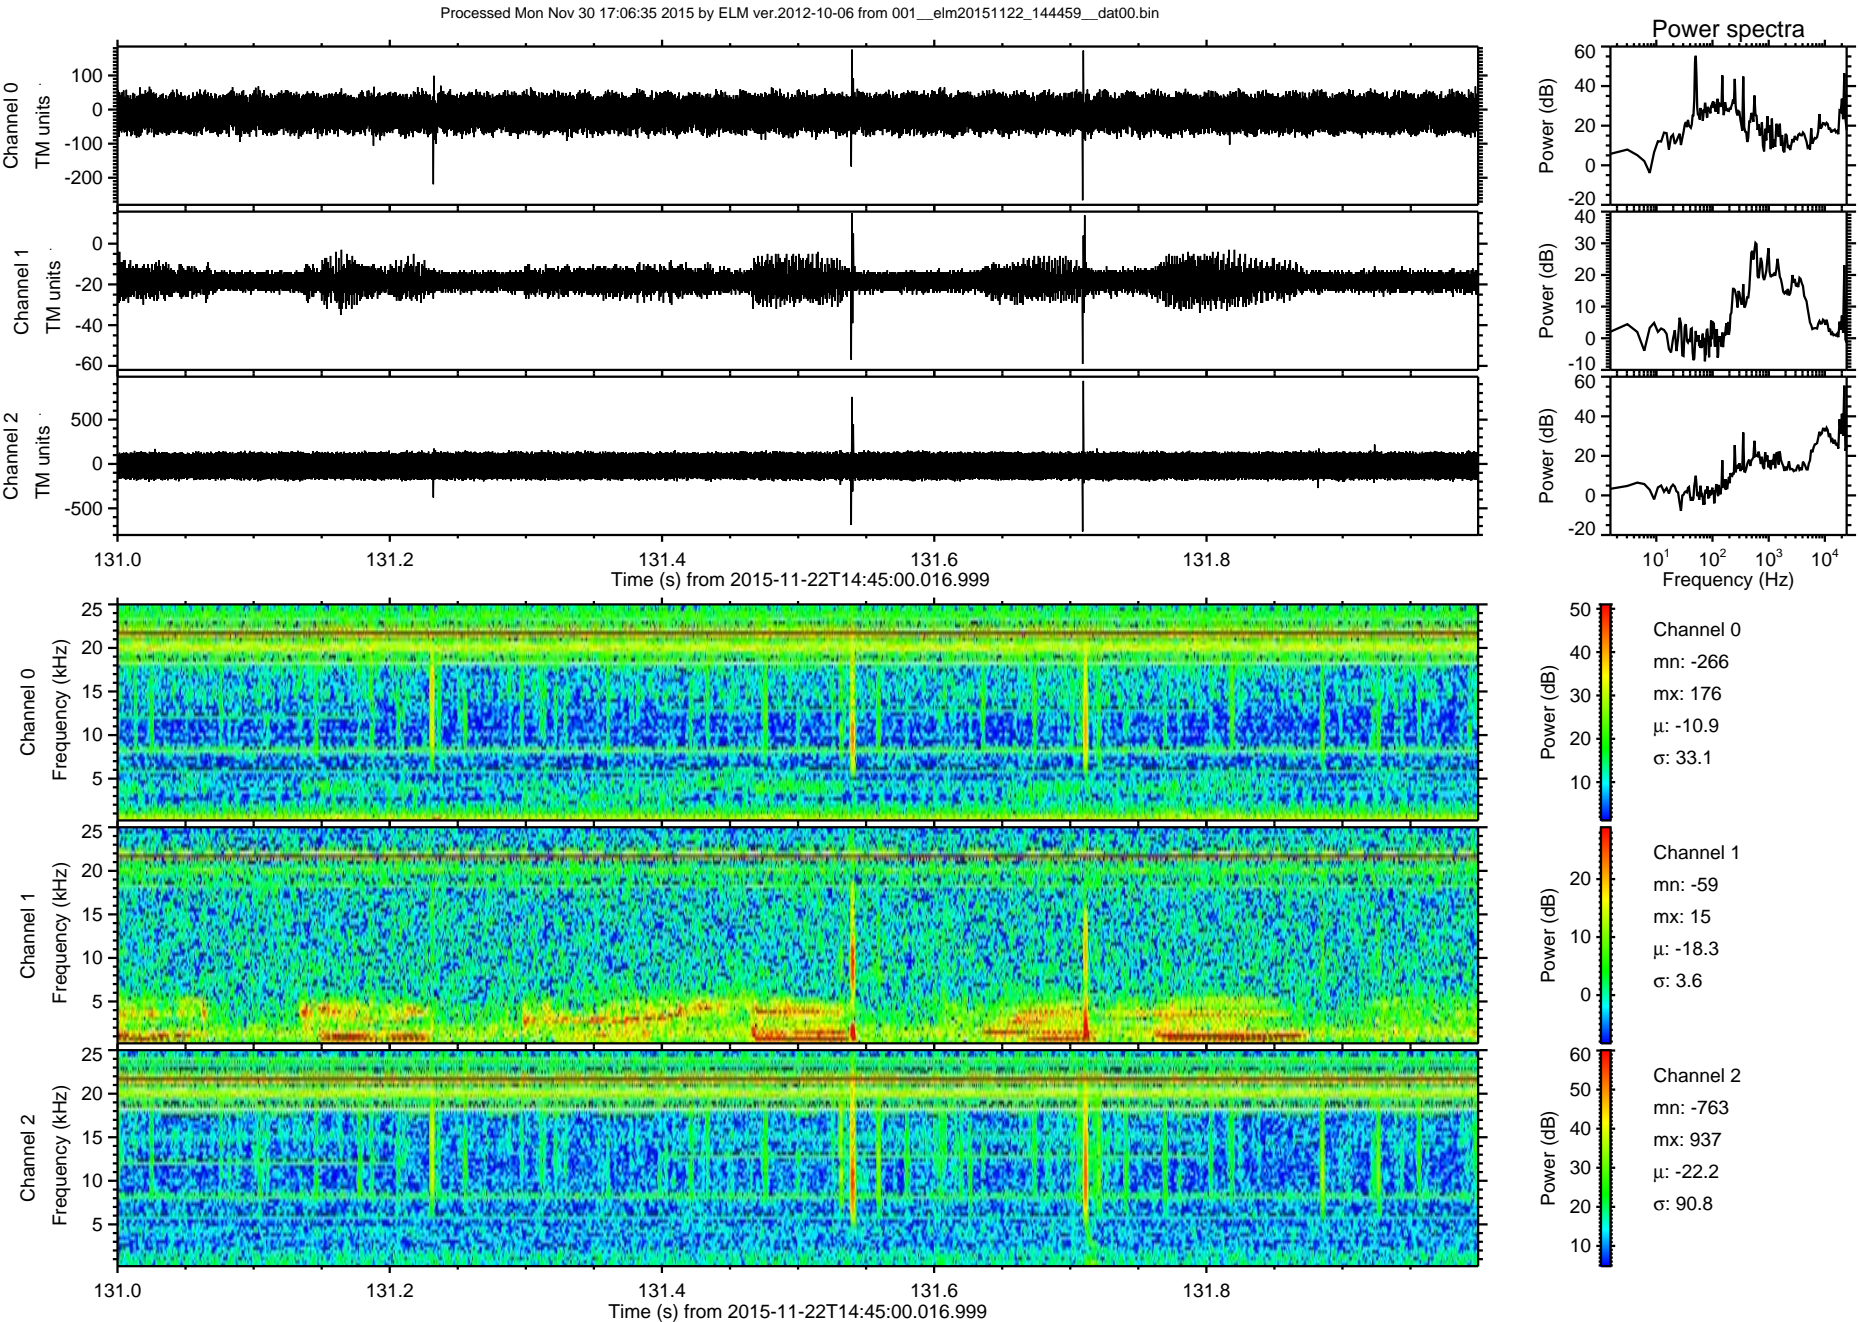 Processed Mon Nov 30 17:06:35 2015 by ELM ver.2012-10-06 from 001__elm20151122_144459__dat00.bin
Power spectra
Channel 0
TM units
100
0
-100
-200
Power (dB)
60
40
20
0
-20
Channel 1
TM units
0
-20
-40
-60
Power (dB)
40
30
20
10
0
-10
Channel 2
TM units
500
0
-500
Power (dB)
60
40
20
0
-20
131.0 131.2 131.4 131.6 131.8
Time (s) from 2015-11-22T14:45:00.016.999
10¹ 10² 10³ 10⁴
Frequency (Hz)
Channel 0
Frequency (kHz)
25
20
15
10
5
Power (dB)
50
40
30
20
10
Channel 0
mn: -266
mx: 176
µ: -10.9
σ: 33.1
Channel 1
Frequency (kHz)
25
20
15
10
5
Power (dB)
20
10
0
Channel 1
mn: -59
mx: 15
µ: -18.3
σ: 3.6
Channel 2
Frequency (kHz)
25
20
15
10
5
Power (dB)
60
50
40
30
20
10
Channel 2
mn: -763
mx: 937
µ: -22.2
σ: 90.8
131.0 131.2 131.4 131.6 131.8
Time (s) from 2015-11-22T14:45:00.016.999